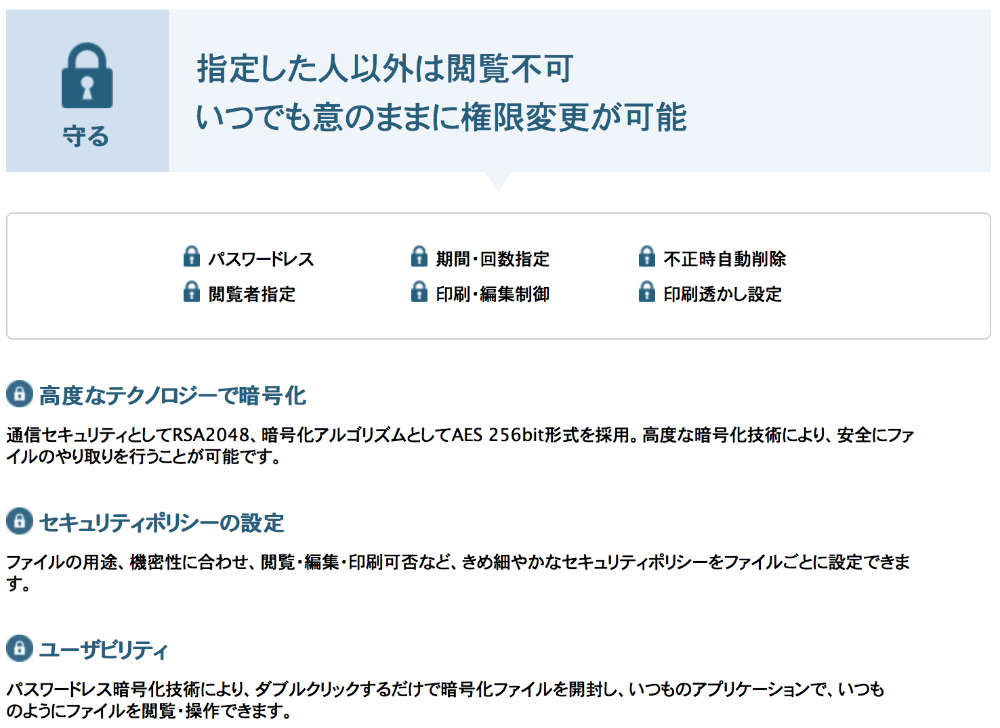 守る
指定した人以外は閲覧不可
いつでも意のままに権限変更が可能
パスワードレス
期間・回数指定
不正時自動削除
閲覧者指定
印刷・編集制御
印刷透かし設定
高度なテクノロジーで暗号化
通信セキュリティとしてRSA2048、暗号化アルゴリズムとしてAES 256bit形式を採用。高度な暗号化技術により、安全にファ
イルのやり取りを行うことが可能です。
セキュリティポリシーの設定
ファイルの用途、機密性に合わせ、閲覧・編集・印刷可否など、きめ細やかなセキュリティポリシーをファイルごとに設定できま
す。
ユーザビリティ
パスワードレス暗号化技術により、ダブルクリックするだけで暗号化ファイルを開封し、いつものアプリケーションで、いつも
のようにファイルを閲覧・操作できます。